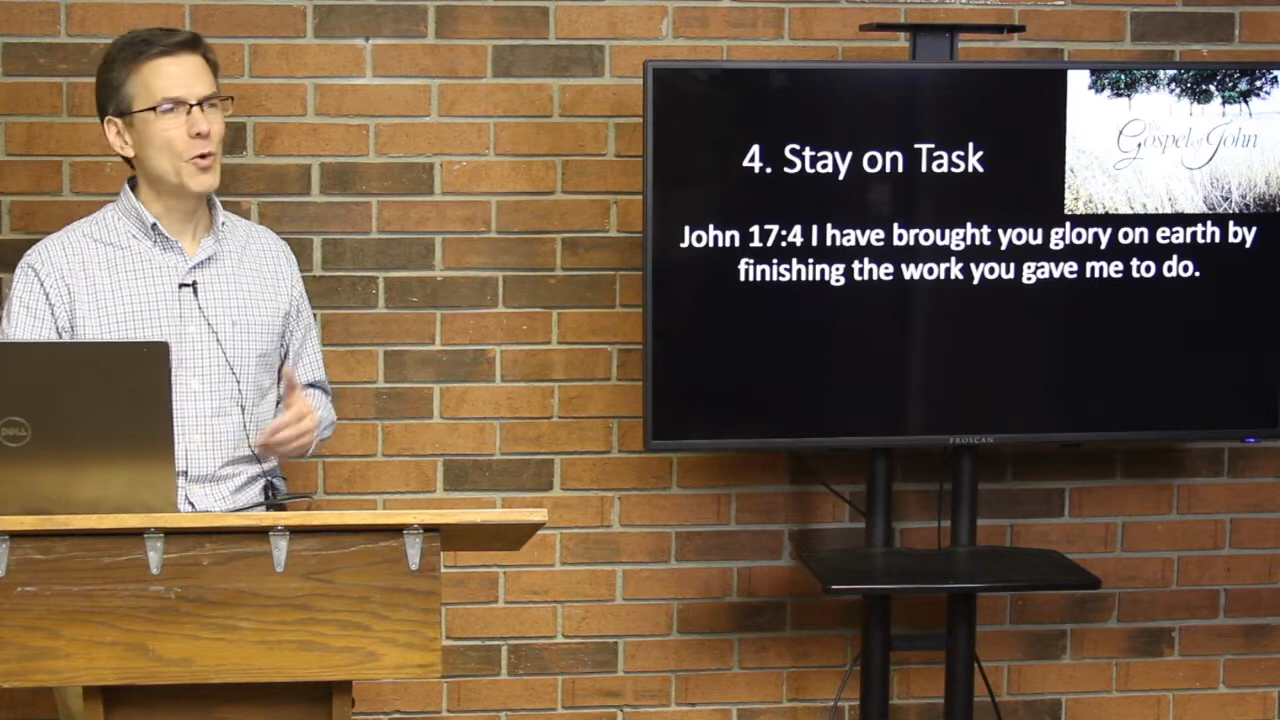 4. Stay on Task
the
Gospel of John
John 17:4 I have brought you glory on earth by
finishing the work you gave me to do.
PROSCAN
DELL